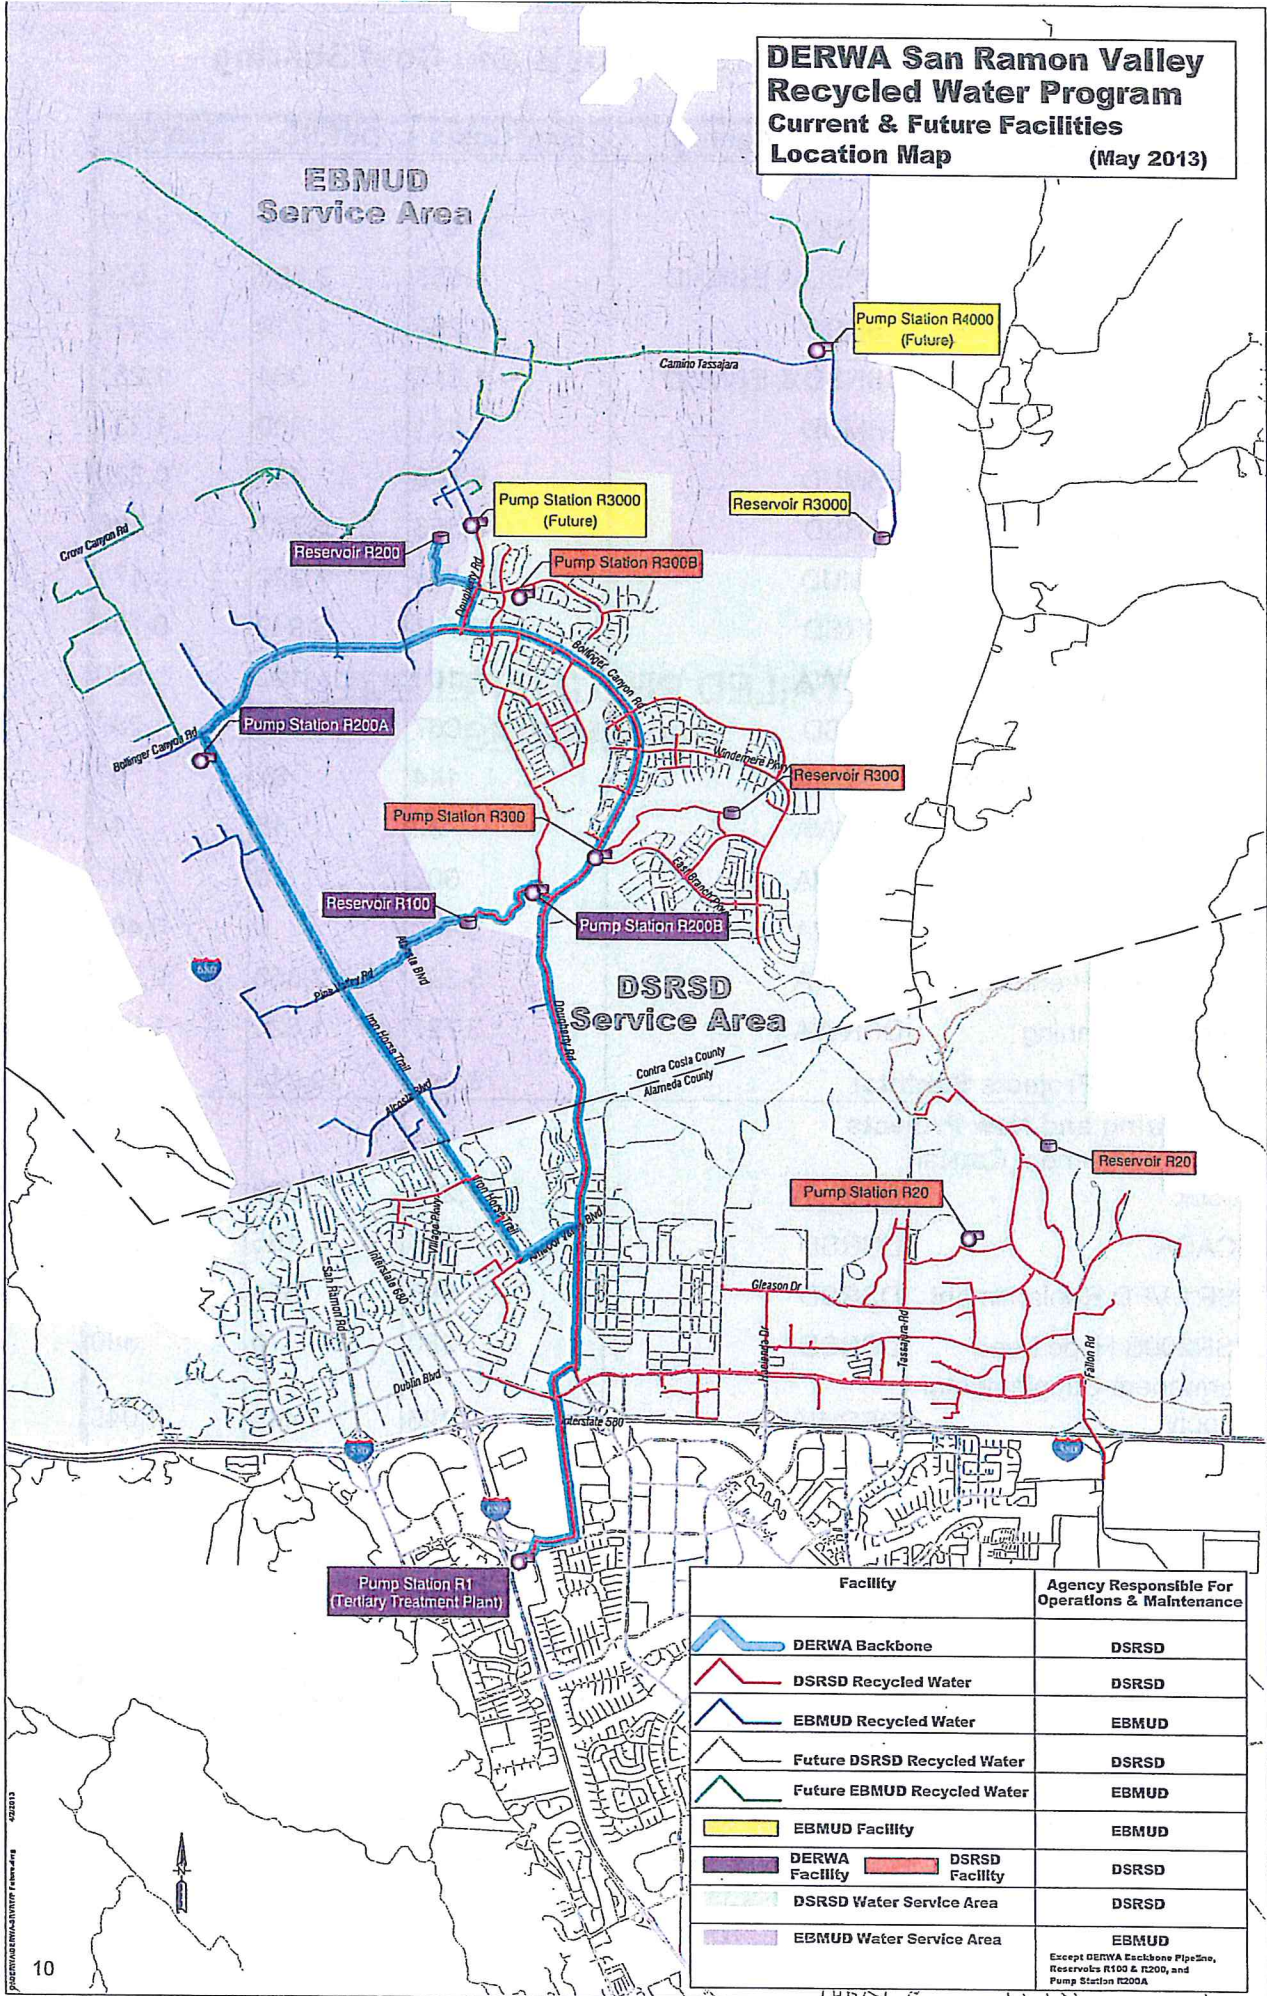 DERWA San Ramon Valley
Recycled Water Program
Current & Future Facilities
Location Map (May 2013)
EBMUD
Service Area
Pump Station R4000
(Future)
Camino Tassajara
Pump Station R3000
(Future)
Reservoir R3000
Crow Canyon Rd
Reservoir R200
Pump Station R300B
Dougherty Rd
Bollinger Canyon Rd
Pump Station R200A
Bollinger Canyon Rd
Windemere Pkwy
Reservoir R300
Pump Station R300
East Branch Pkwy
Reservoir R100
Pump Station R200B
Alcosta Blvd
680
Pine Valley Rd
DSRSD
Service Area
Iron Horse Trail
Dougherty Rd
Contra Costa County
Alameda County
Alcosta Blvd
Reservoir R20
Pump Station R20
Iron Horse Trail
Village Pkwy
Amador Valley Blvd
Interstate 680
San Ramon Rd
Gleason Dr
Hacienda Dr
Tassajara Rd
Fallon Rd
Dublin Blvd
Interstate 580
580
580
680
Pump Station R1
(Tertiary Treatment Plant)
Facility
Agency Responsible For
Operations & Maintenance
DERWA Backbone DSRSD
DSRSD Recycled Water DSRSD
EBMUD Recycled Water EBMUD
Future DSRSD Recycled Water DSRSD
Future EBMUD Recycled Water EBMUD
EBMUD Facility EBMUD
DERWA
Facility
DSRSD
Facility
DSRSD
DSRSD Water Service Area DSRSD
EBMUD Water Service Area EBMUD
Except DERWA Backbone Pipeline,
Reservoirs R100 & R200, and
Pump Station R200A
4/2/2013
10